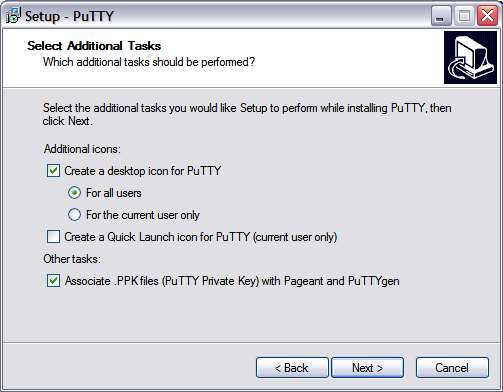 Setup - PuTTY
Select Additional Tasks
Which additional tasks should be performed?
Select the additional tasks you would like Setup to perform while installing PuTTY, then
click Next.
Additional icons:
Create a desktop icon for PuTTY
For all users
For the current user only
Create a Quick Launch icon for PuTTY (current user only)
Other tasks:
Associate .PPK files (PuTTY Private Key) with Pageant and PuTTYgen
< Back
Next >
Cancel